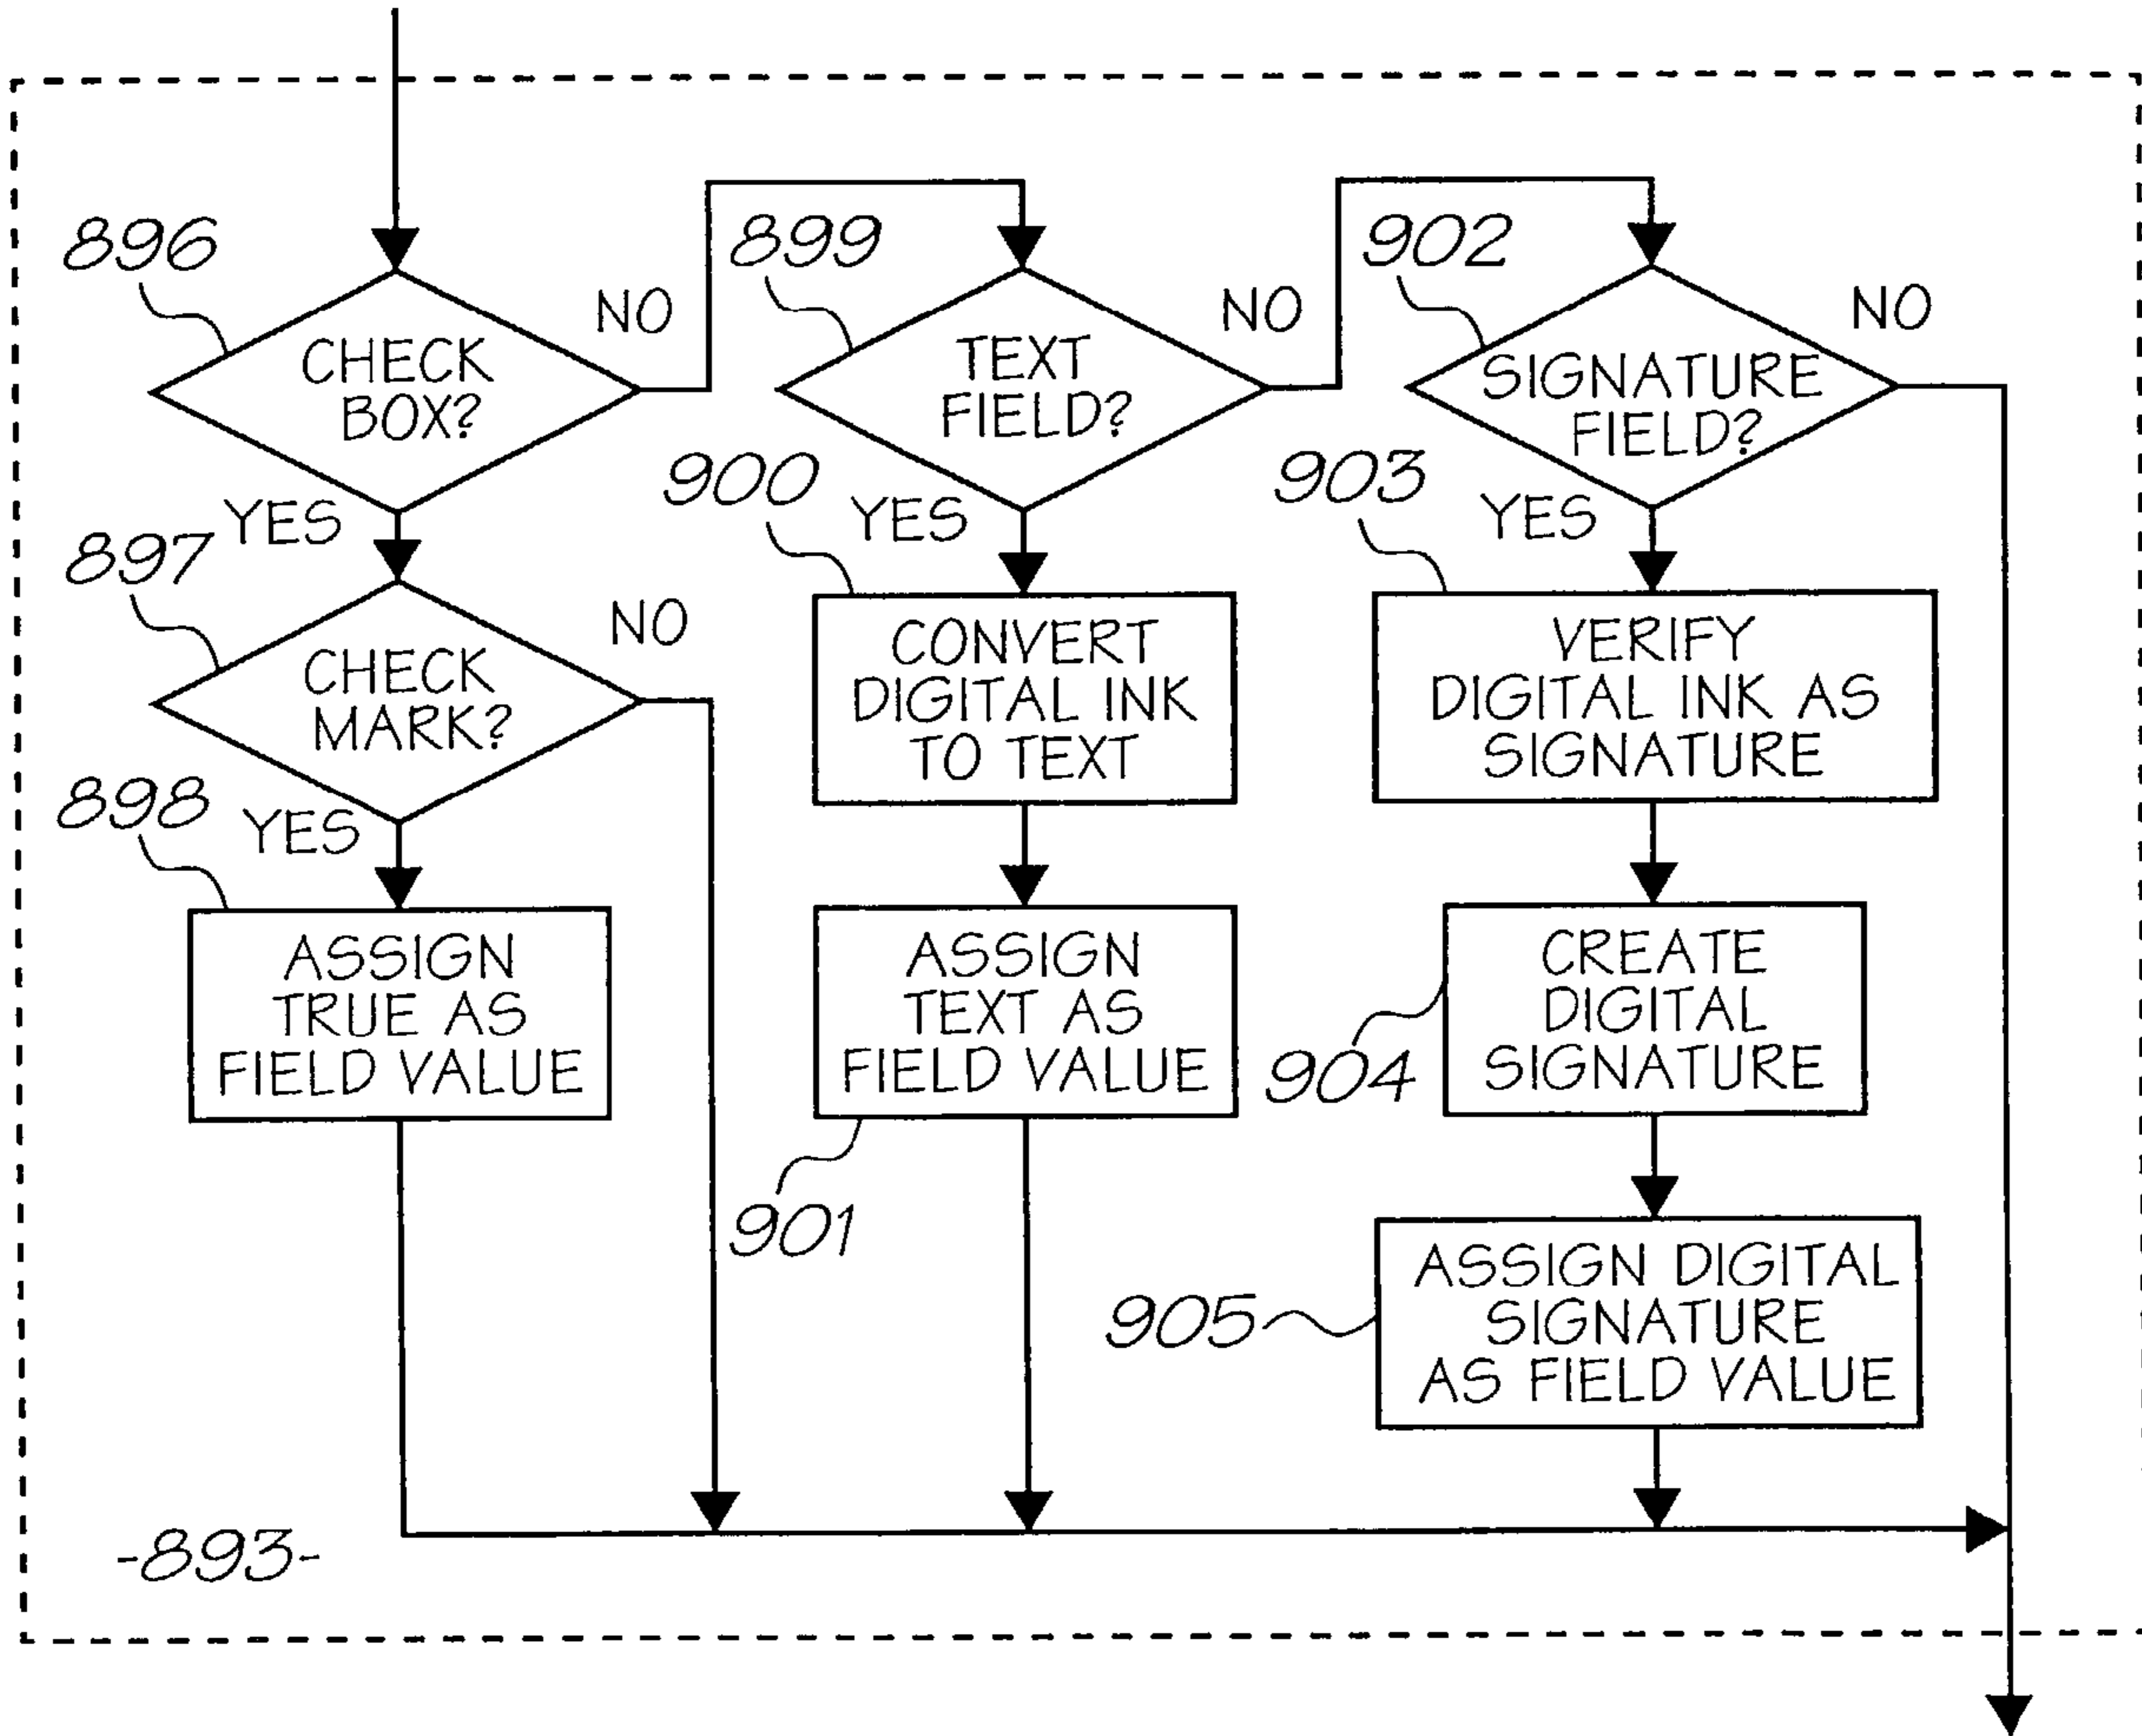 896
CHECK
BOX?
NO
YES
897
CHECK
MARK?
NO
YES
898
ASSIGN
TRUE AS
FIELD VALUE
899
TEXT
FIELD?
NO
YES
900
CONVERT
DIGITAL INK
TO TEXT
ASSIGN
TEXT AS
FIELD VALUE
901
902
SIGNATURE
FIELD?
NO
YES
903
VERIFY
DIGITAL INK AS
SIGNATURE
CREATE
DIGITAL
SIGNATURE
904
ASSIGN DIGITAL
SIGNATURE
AS FIELD VALUE
905
-893-